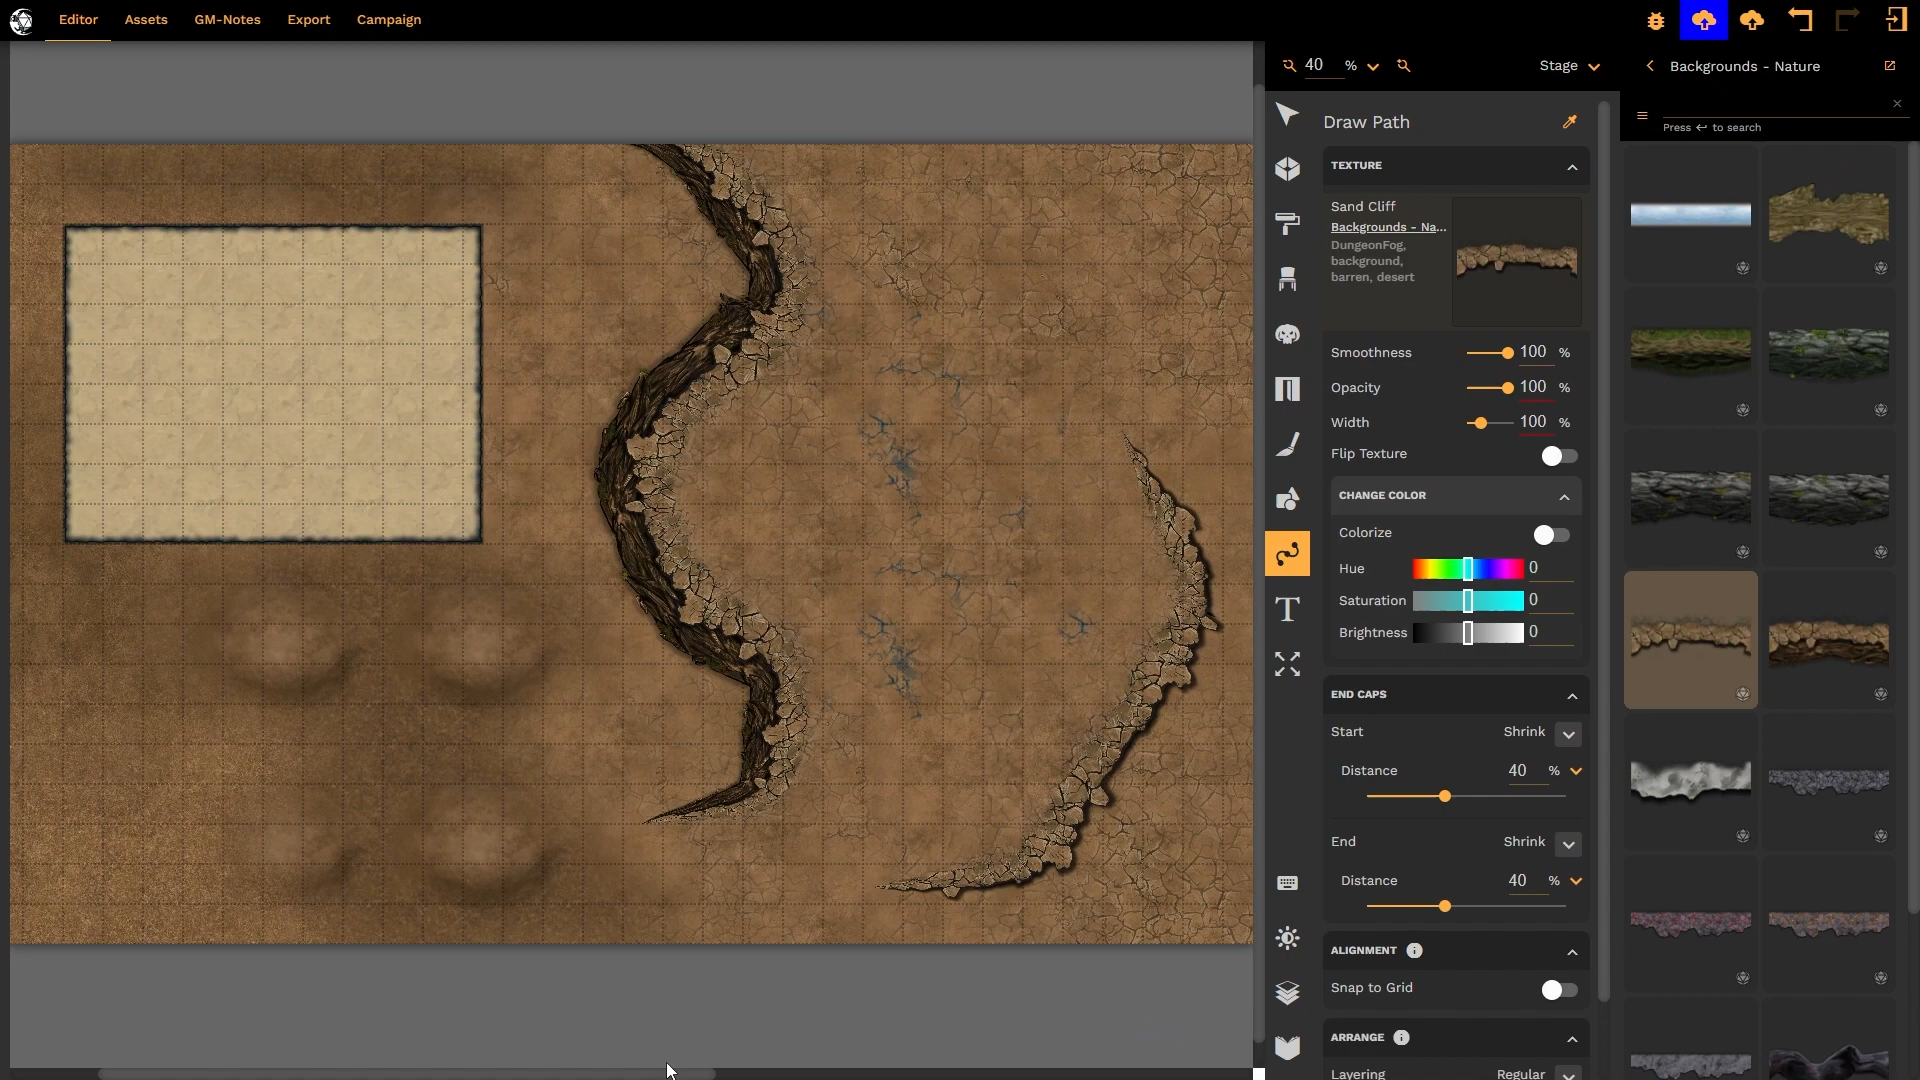 Editor Assets GM-Notes Export Campaign
40 % Stage
Backgrounds - Nature
Press ↩ to search
Draw Path
TEXTURE
Sand Cliff
Backgrounds - Na...
DungeonFog,
background,
barren, desert
Smoothness 100 %
Opacity 100 %
Width 100 %
Flip Texture
CHANGE COLOR
Colorize
Hue 0
Saturation 0
Brightness 0
END CAPS
Start Shrink
Distance 40 %
End Shrink
Distance 40 %
ALIGNMENT
Snap to Grid
ARRANGE
Layering Regular